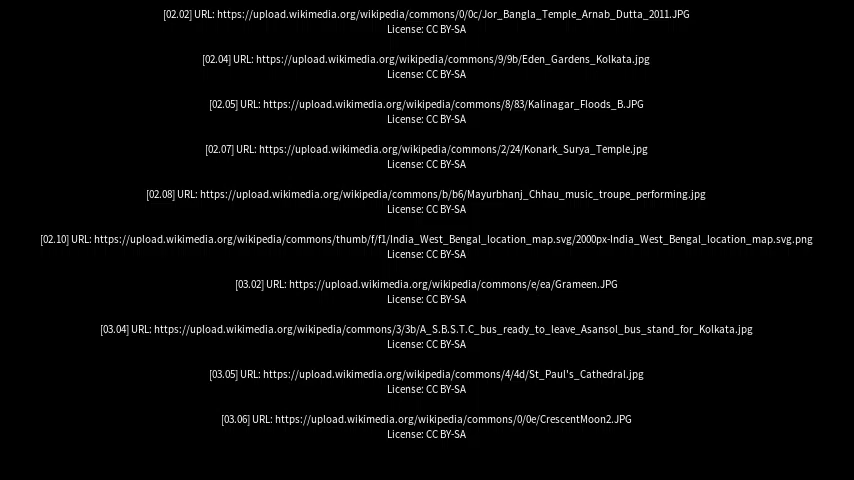 [02.02] URL: https://upload.wikimedia.org/wikipedia/commons/0/0c/Jor_Bangla_Temple_Arnab_Dutta_2011.JPG
License: CC BY-SA
[02.04] URL: https://upload.wikimedia.org/wikipedia/commons/9/9b/Eden_Gardens_Kolkata.jpg
License: CC BY-SA
[02.05] URL: https://upload.wikimedia.org/wikipedia/commons/8/83/Kalinagar_Floods_B.JPG
License: CC BY-SA
[02.07] URL: https://upload.wikimedia.org/wikipedia/commons/2/24/Konark_Surya_Temple.jpg
License: CC BY-SA
[02.08] URL: https://upload.wikimedia.org/wikipedia/commons/b/b6/Mayurbhanj_Chhau_music_troupe_performing.jpg
License: CC BY-SA
[02.10] URL: https://upload.wikimedia.org/wikipedia/commons/thumb/f/f1/India_West_Bengal_location_map.svg/2000px-India_West_Bengal_location_map.svg.png
License: CC BY-SA
[03.02] URL: https://upload.wikimedia.org/wikipedia/commons/e/ea/Grameen.JPG
License: CC BY-SA
[03.04] URL: https://upload.wikimedia.org/wikipedia/commons/3/3b/A_S.B.S.T.C_bus_ready_to_leave_Asansol_bus_stand_for_Kolkata.jpg
License: CC BY-SA
[03.05] URL: https://upload.wikimedia.org/wikipedia/commons/4/4d/St_Paul's_Cathedral.jpg
License: CC BY-SA
[03.06] URL: https://upload.wikimedia.org/wikipedia/commons/0/0e/CrescentMoon2.JPG
License: CC BY-SA